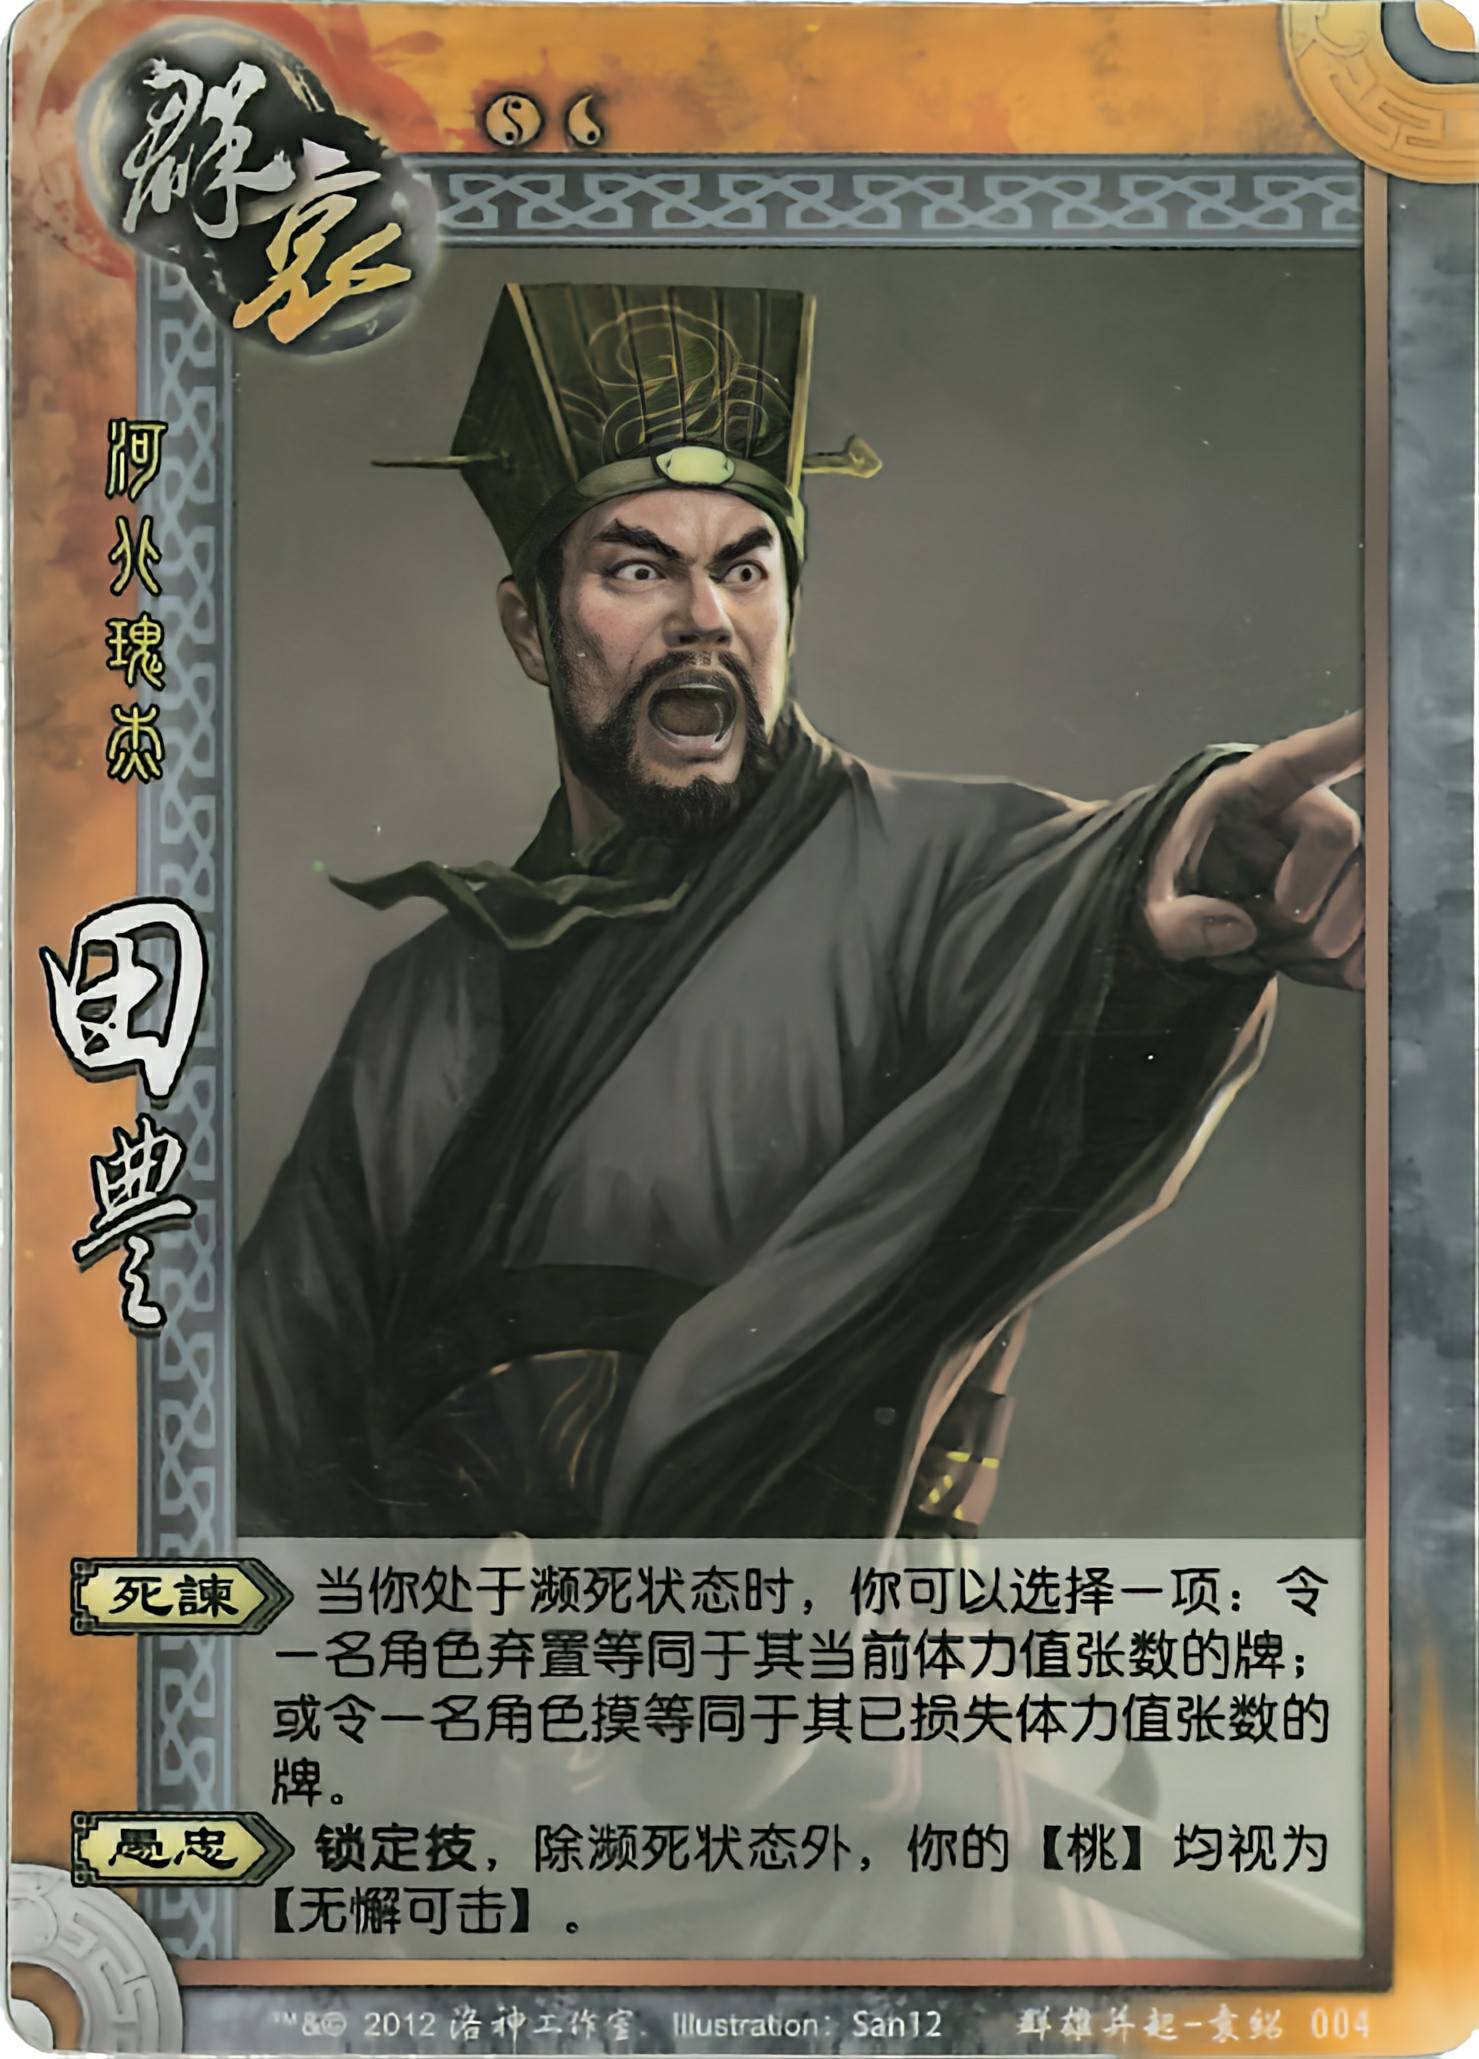 群
袁
河北瑰杰
田豐
死諫 当你处于濒死状态时，你可以选择一项：令
一名角色弃置等同于其当前体力值张数的牌；
或令一名角色摸等同于其已损失体力值张数的
牌。
愚忠 锁定技，除濒死状态外，你的【桃】均视为
【无懈可击】。
™&© 2012 洛神工作室. Illustration: San12 群雄并起-袁绍 004